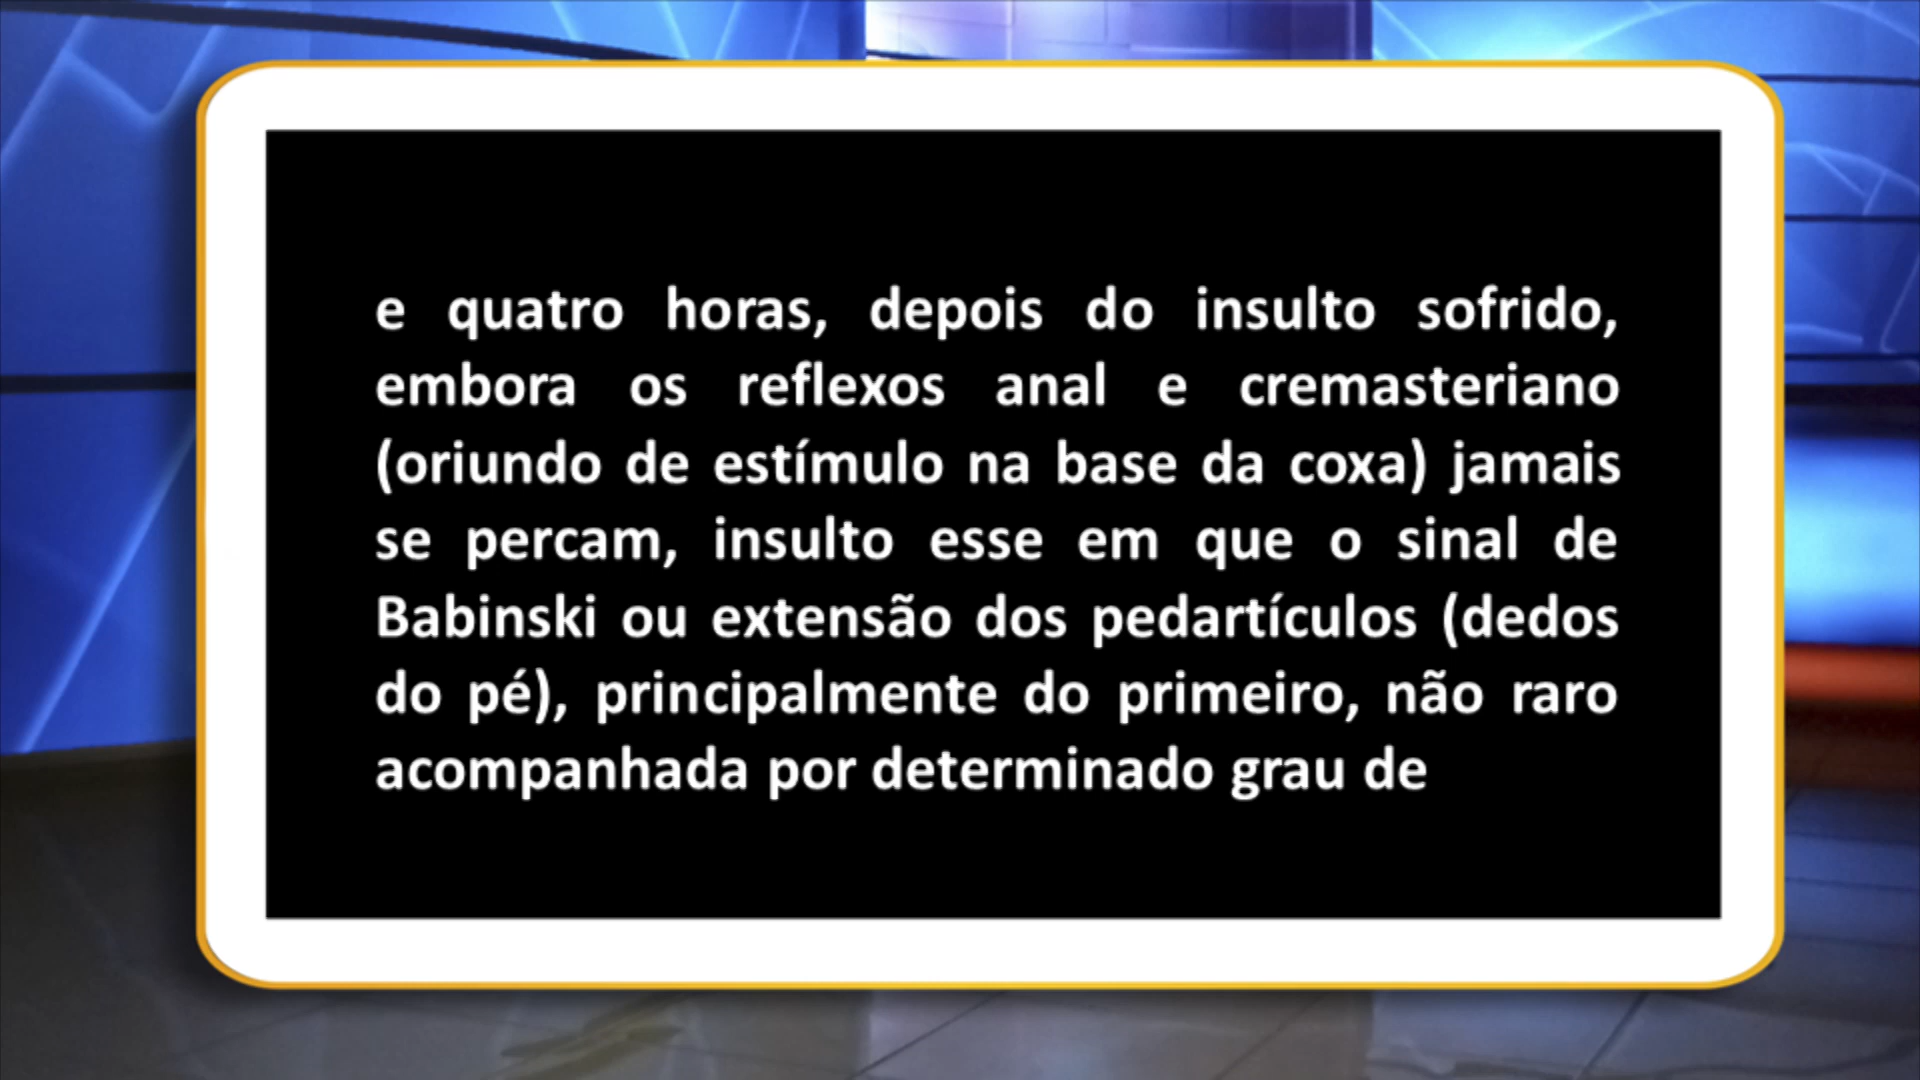 e quatro horas, depois do insulto sofrido,
embora os reflexos anal e cremasteriano
(oriundo de estímulo na base da coxa) jamais
se percam, insulto esse em que o sinal de
Babinski ou extensão dos pedartículos (dedos
do pé), principalmente do primeiro, não raro
acompanhada por determinado grau de